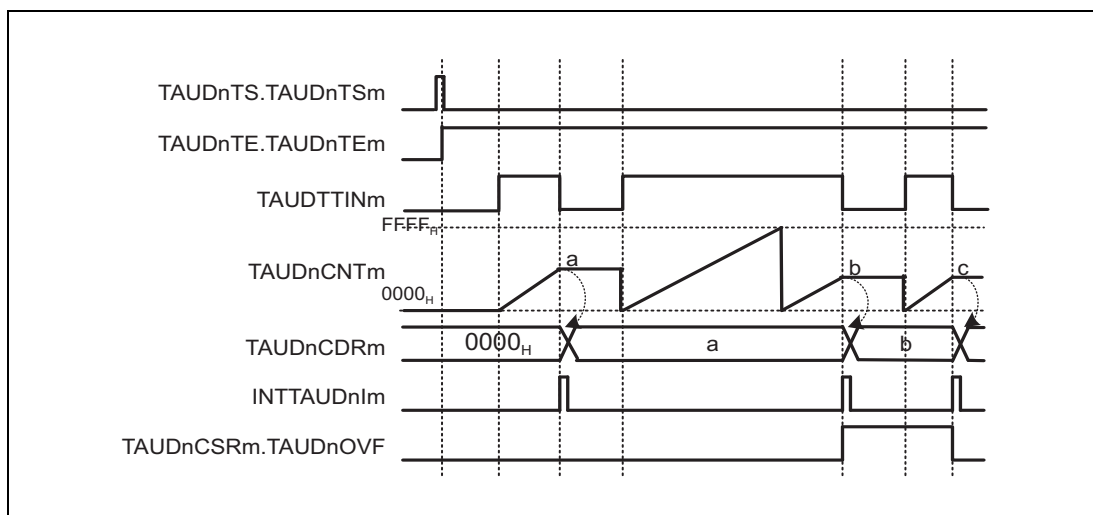 TAUDnTS.TAUDnTSm
TAUDnTE.TAUDnTEm
TAUDTTINm
FFFFH
TAUDnCNTm
a
b
c
0000H
TAUDnCDRm
0000H
a
b
INTTAUDnIm
TAUDnCSRm.TAUDnOVF